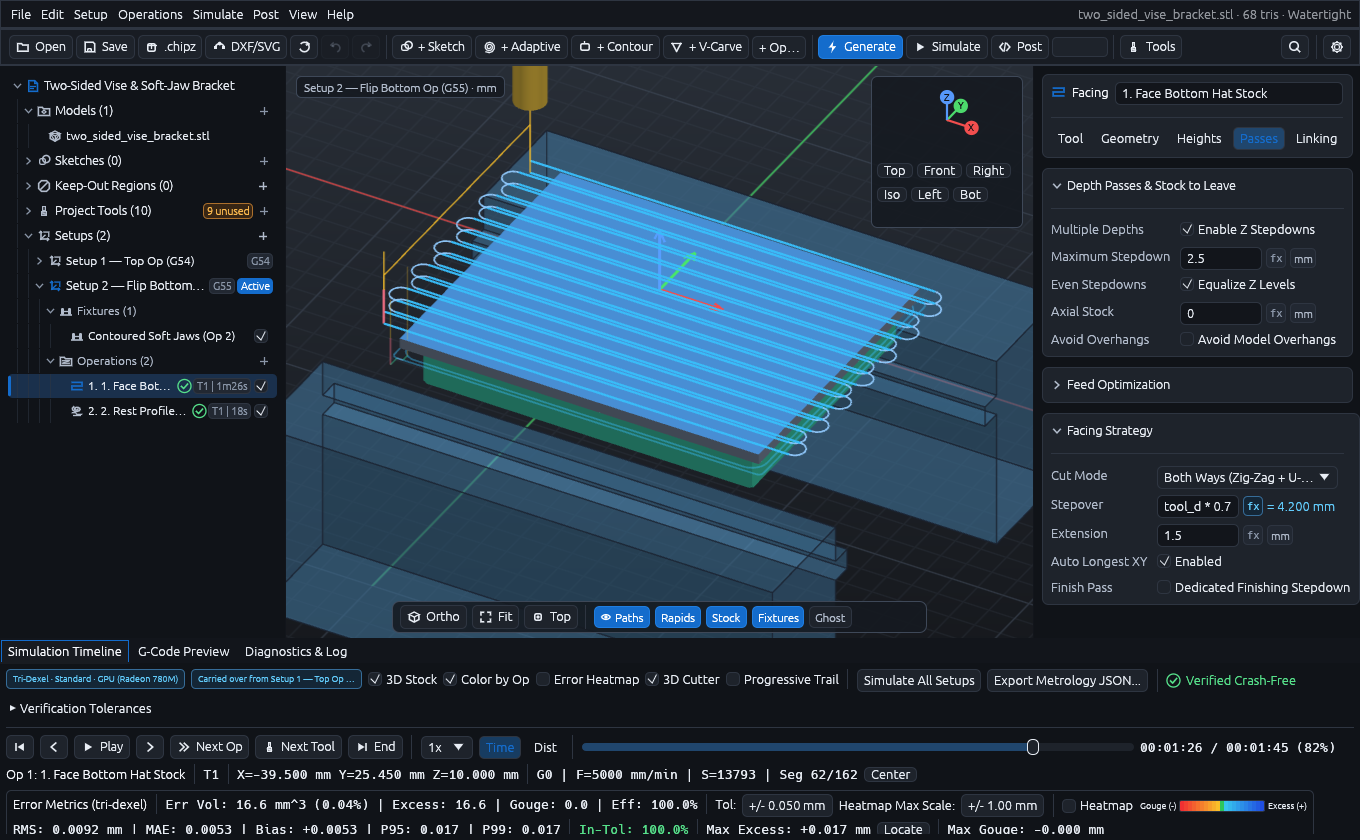 File Edit Setup Operations Simulate Post View Help two_sided_vise_bracket.stl · 68 tris · Watertight
Open Save .chipz DXF/SVG + Sketch + Adaptive + Contour + V-Carve + Op... Generate Simulate Post Tools
Two-Sided Vise & Soft-Jaw Bracket
Models (1)
two_sided_vise_bracket.stl
Sketches (0)
Keep-Out Regions (0)
Project Tools (10) 9 unused
Setups (2)
Setup 1 — Top Op (G54) G54
Setup 2 — Flip Bottom... G55 Active
Fixtures (1)
Contoured Soft Jaws (Op 2)
Operations (2)
1. 1. Face Bot... T1 | 1m26s
2. 2. Rest Profile... T1 | 18s
Setup 2 — Flip Bottom Op (G55) · mm
Z
Y
X
Top Front Right
Iso Left Bot
Ortho Fit Top Paths Rapids Stock Fixtures Ghost
Facing 1. Face Bottom Hat Stock
Tool Geometry Heights Passes Linking
Depth Passes & Stock to Leave
Multiple Depths Enable Z Stepdowns
Maximum Stepdown 2.5 fx mm
Even Stepdowns Equalize Z Levels
Axial Stock 0 fx mm
Avoid Overhangs Avoid Model Overhangs
Feed Optimization
Facing Strategy
Cut Mode Both Ways (Zig-Zag + U-...
Stepover tool_d * 0.7 fx = 4.200 mm
Extension 1.5 fx mm
Auto Longest XY Enabled
Finish Pass Dedicated Finishing Stepdown
Simulation Timeline G-Code Preview Diagnostics & Log
Tri-Dexel · Standard · GPU (Radeon 780M) Carried over from Setup 1 — Top Op ... 3D Stock Color by Op Error Heatmap 3D Cutter Progressive Trail Simulate All Setups Export Metrology JSON... Verified Crash-Free
Verification Tolerances
Play Next Op Next Tool End 1x Time Dist 00:01:26 / 00:01:45 (82%)
Op 1: 1. Face Bottom Hat Stock T1 X=-39.500 mm Y=25.450 mm Z=10.000 mm G0 | F=5000 mm/min | S=13793 | Seg 62/162 Center
Error Metrics (tri-dexel) Err Vol: 16.6 mm^3 (0.04%) | Excess: 16.6 | Gouge: 0.0 | Eff: 100.0% Tol: +/- 0.050 mm Heatmap Max Scale: +/- 1.00 mm Heatmap Gouge (-) Excess (+)
RMS: 0.0092 mm | MAE: 0.0053 | Bias: +0.0053 | P95: 0.017 | P99: 0.017 In-Tol: 100.0% Max Excess: +0.017 mm Locate Max Gouge: -0.000 mm